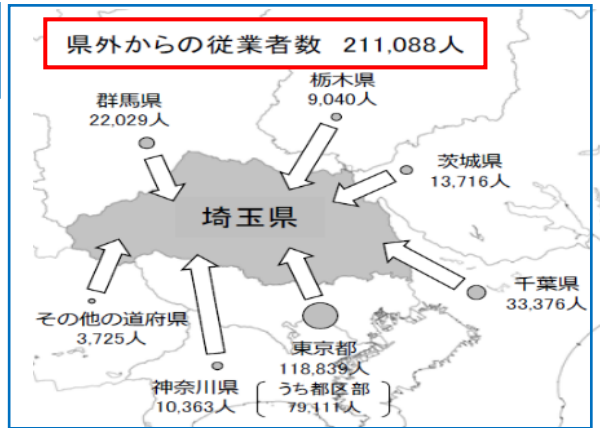 県外からの従業者数 211,088人
栃木県
9,040人
群馬県
22,029人
茨城県
13,716人
埼玉県
千葉県
33,376人
その他の道府県
3,725人
東京都
118,839人
うち都区部
79,111人
神奈川県
10,363人